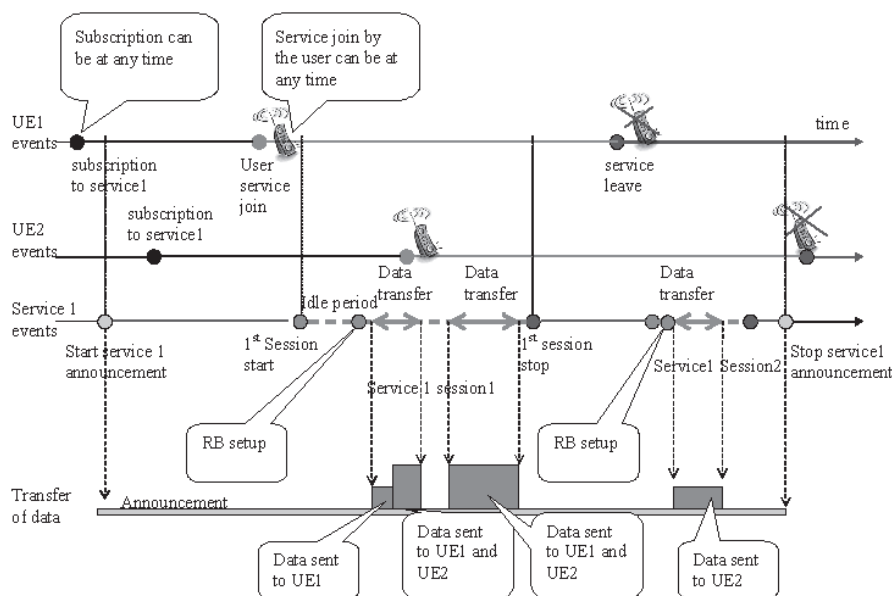 Subscription can
be at any time
Service join by
the user can be at
any time
UE1
events
time
subscription
to service1
User
service
join
service
leave
subscription
to service1
UE2
events
Data
transfer
Data
transfer
Data
transfer
Service 1
events
Idle period
Start service 1
announcement
1st Session
start
1st session
stop
Stop service1
announcement
Service 1 session1
Service1
Session2
RB setup
RB setup
Transfer
of data
Announcement
Data sent
to UE1
Data sent
to UE1 and
UE2
Data sent
to UE1 and
UE2
Data sent
to UE2